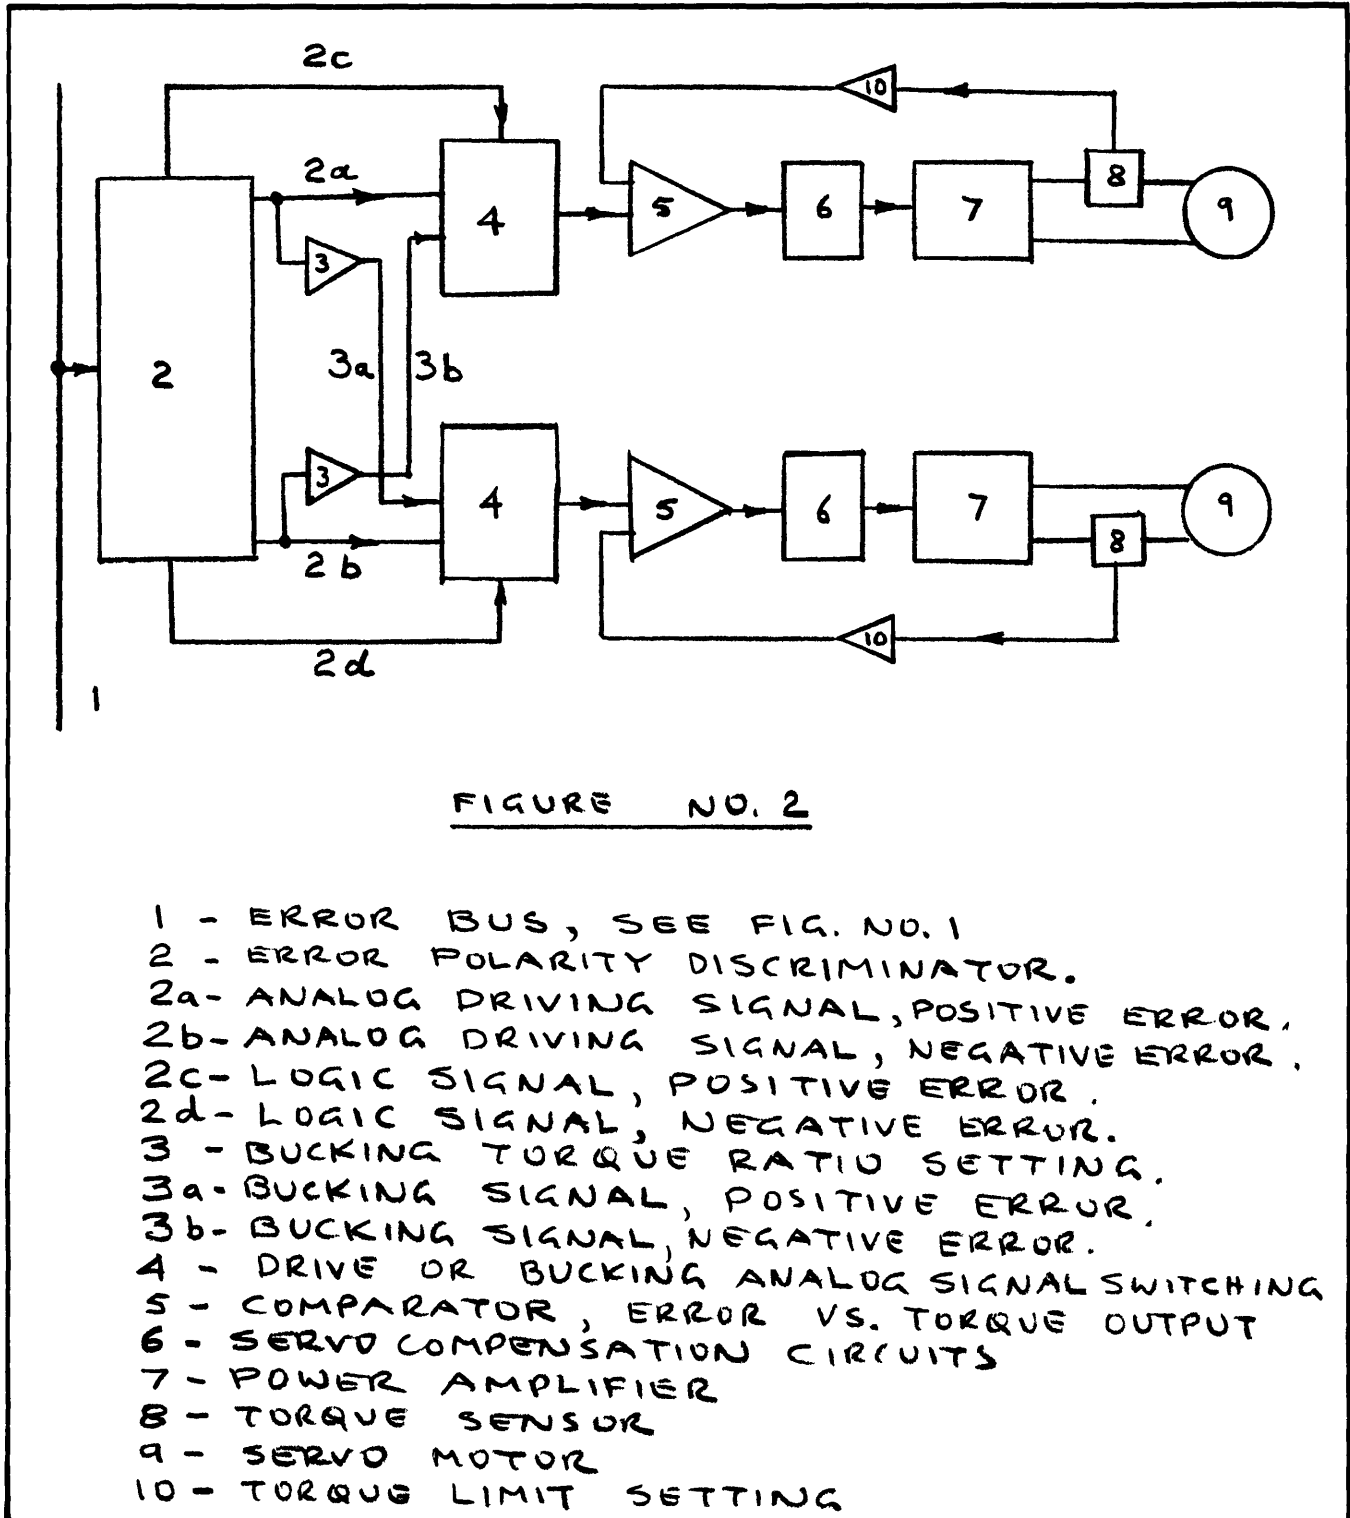 2c
10
2a
8
5
6
7
9
4
3
3a
3b
2
3
4
5
6
7
9
8
2b
10
2d
1
FIGURE NO. 2
1 - ERROR BUS, SEE FIG. NO. 1
2 - ERROR POLARITY DISCRIMINATOR.
2a- ANALOG DRIVING SIGNAL, POSITIVE ERROR.
2b- ANALOG DRIVING SIGNAL, NEGATIVE ERROR.
2c- LOGIC SIGNAL, POSITIVE ERROR.
2d- LOGIC SIGNAL, NEGATIVE ERROR.
3 - BUCKING TORQUE RATIO SETTING.
3a- BUCKING SIGNAL, POSITIVE ERROR.
3b- BUCKING SIGNAL, NEGATIVE ERROR.
4 - DRIVE OR BUCKING ANALOG SIGNAL SWITCHING
5 - COMPARATOR, ERROR VS. TORQUE OUTPUT
6 - SERVO COMPENSATION CIRCUITS
7 - POWER AMPLIFIER
8 - TORQUE SENSOR
9 - SERVO MOTOR
10 - TORQUE LIMIT SETTING